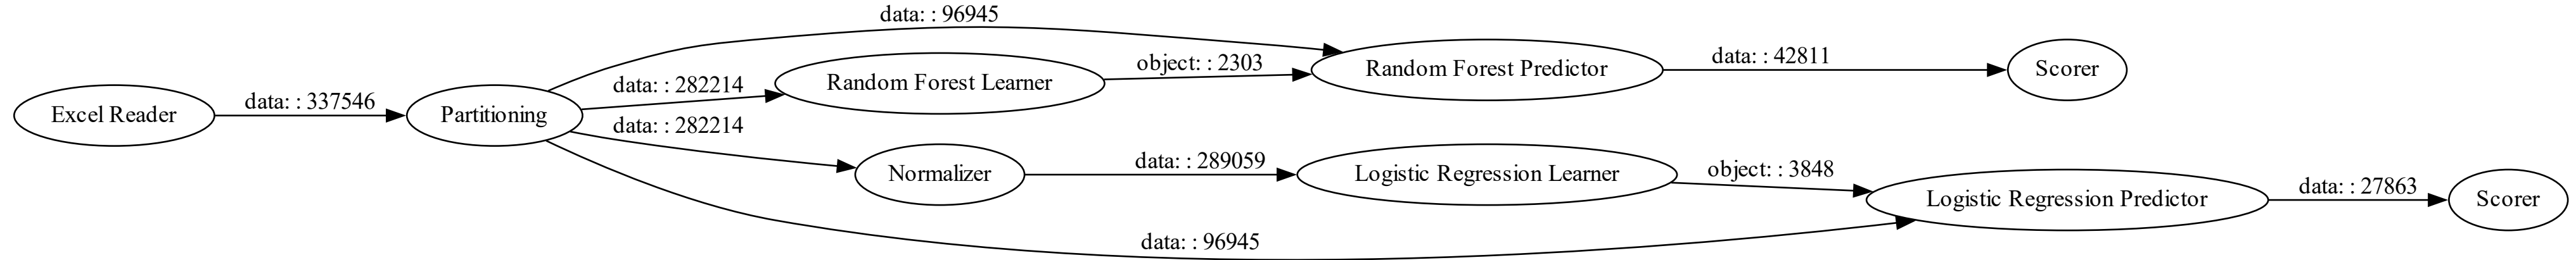 Excel Reader
data: : 337546
Partitioning
data: : 96945
data: : 282214
Random Forest Learner
object: : 2303
Random Forest Predictor
data: : 42811
Scorer
data: : 282214
Normalizer
data: : 289059
Logistic Regression Learner
object: : 3848
Logistic Regression Predictor
data: : 27863
Scorer
data: : 96945